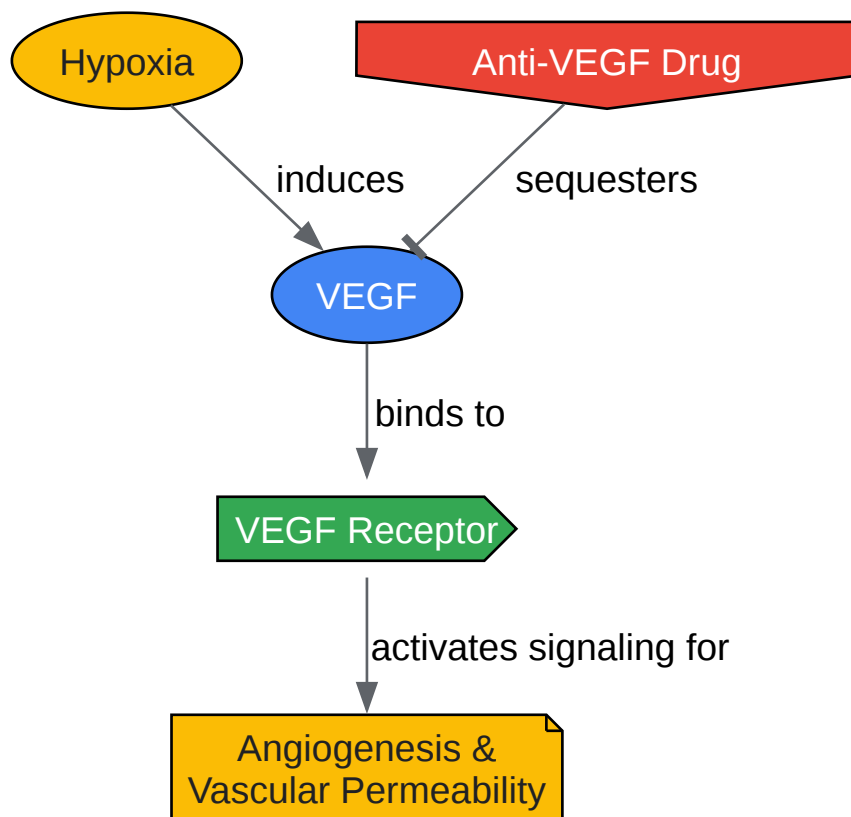 Hypoxia
Anti-VEGF Drug
induces
sequesters
VEGF
binds to
VEGF Receptor
activates signaling for
Angiogenesis &
Vascular Permeability